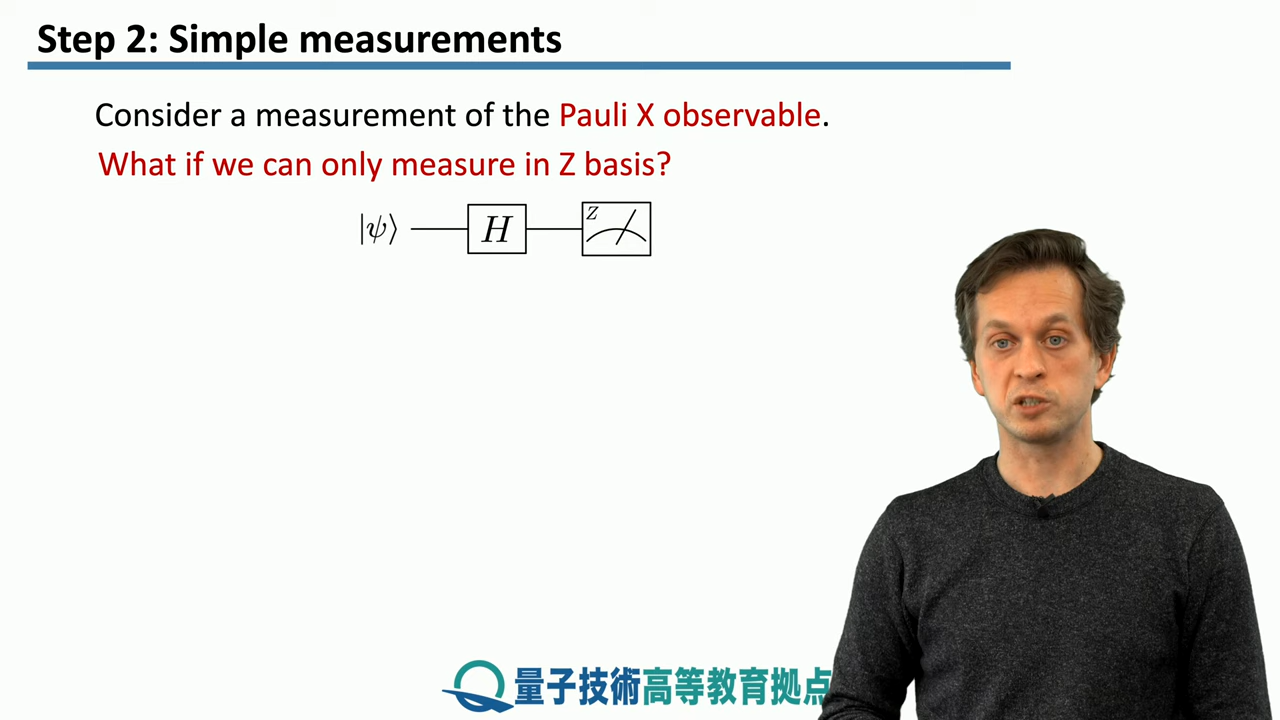 Step 2: Simple measurements
Consider a measurement of the Pauli X observable.
What if we can only measure in Z basis?
|ψ⟩ H Z
量子技術高等教育拠点